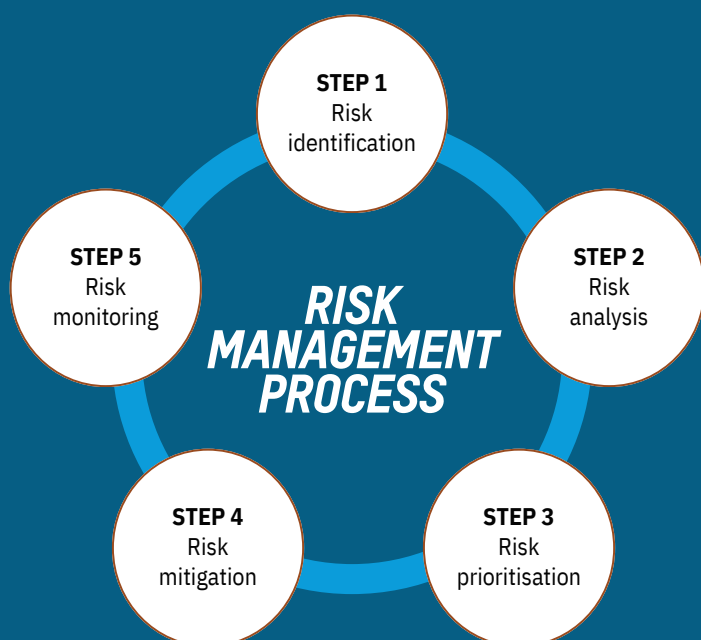 STEP 1
Risk
identification
STEP 2
Risk
analysis
STEP 3
Risk
prioritisation
STEP 4
Risk
mitigation
STEP 5
Risk
monitoring
RISK
MANAGEMENT
PROCESS